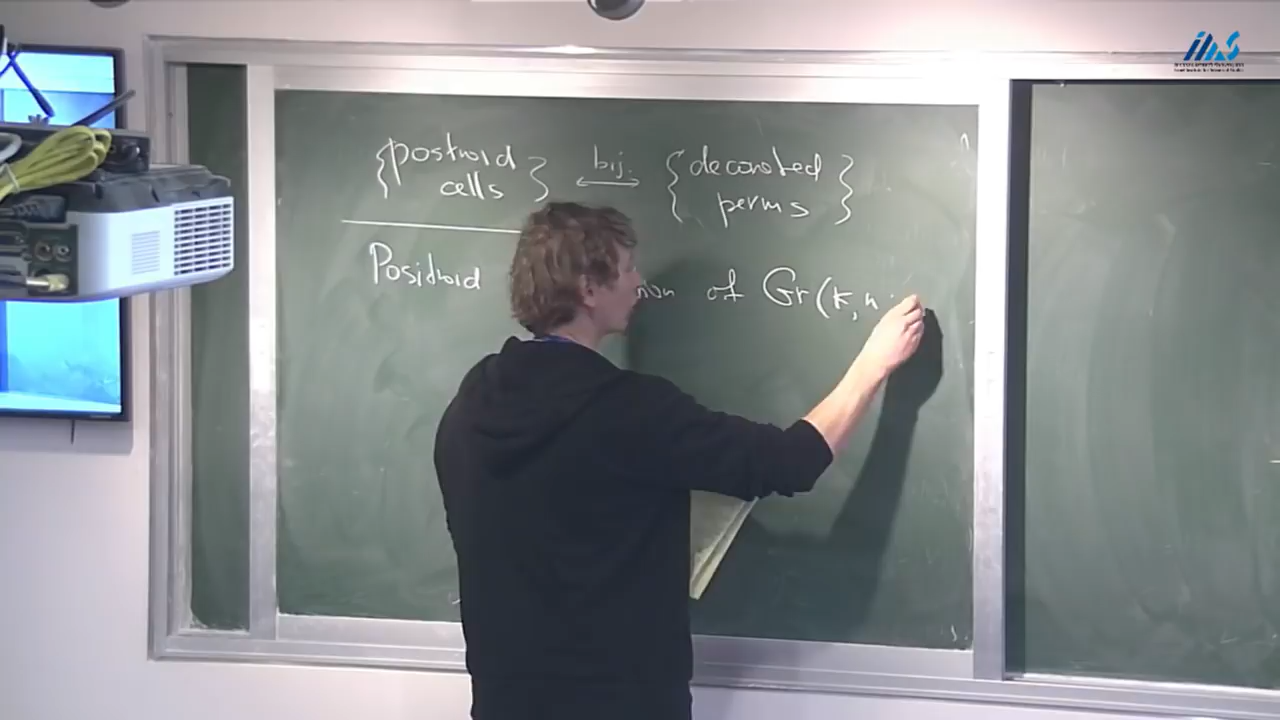 {positroid cells} <-bij.-> {decorated perms}
Positroid of Gr(k,n